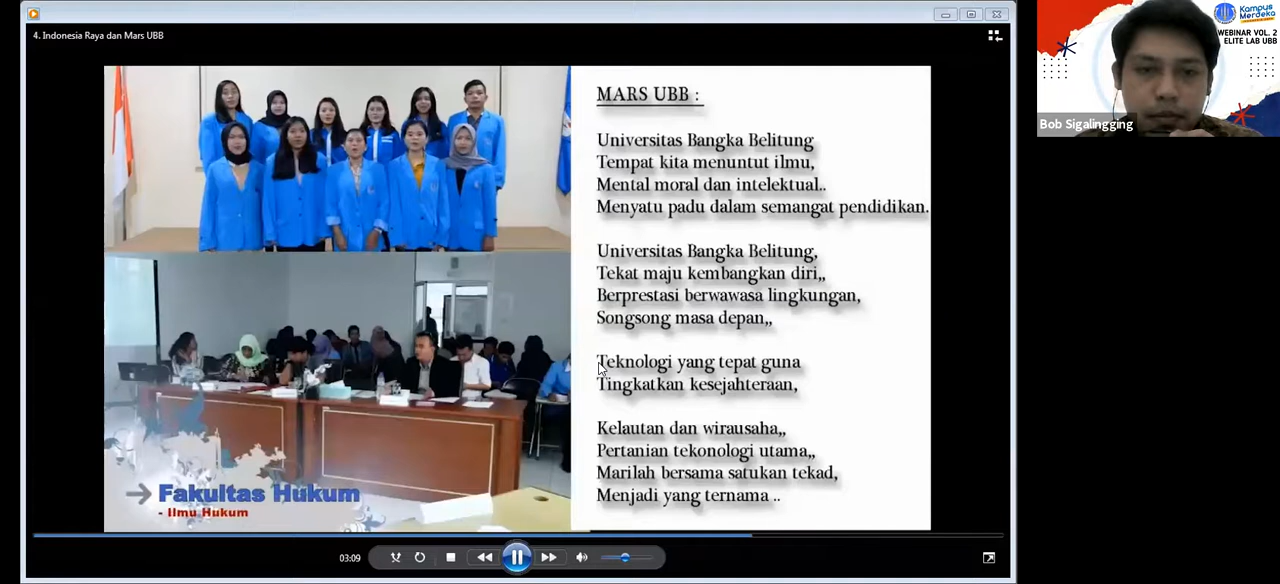 4. Indonesia Raya dan Mars UBB
MARS UBB :
Universitas Bangka Belitung
Tempat kita menuntut ilmu,
Mental moral dan intelektual..
Menyatu padu dalam semangat pendidikan.
Universitas Bangka Belitung,
Tekat maju kembangkan diri,,
Berprestasi berwawasa lingkungan,
Songsong masa depan,,
Teknologi yang tepat guna
Tingkatkan kesejahteraan,
Kelautan dan wirausaha,,
Pertanian tekonologi utama,,
Marilah bersama satukan tekad,
Menjadi yang ternama ..
Fakultas Hukum
- Ilmu Hukum
03:09
Kampus
Merdeka
WEBINAR VOL. 2
ELITE LAB UBB
Bob Sigalingging